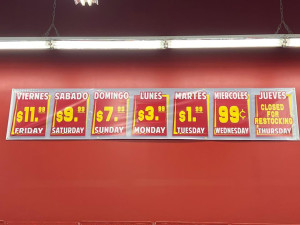 VIERNES
$11.99
FRIDAY
SABADO
$9.99
SATURDAY
DOMINGO
$7.99
SUNDAY
LUNES
$3.99
MONDAY
MARTES
$1.99
TUESDAY
MIERCOLES
99¢
WEDNESDAY
JUEVES
CLOSED
FOR
RESTOCKING
THURSDAY